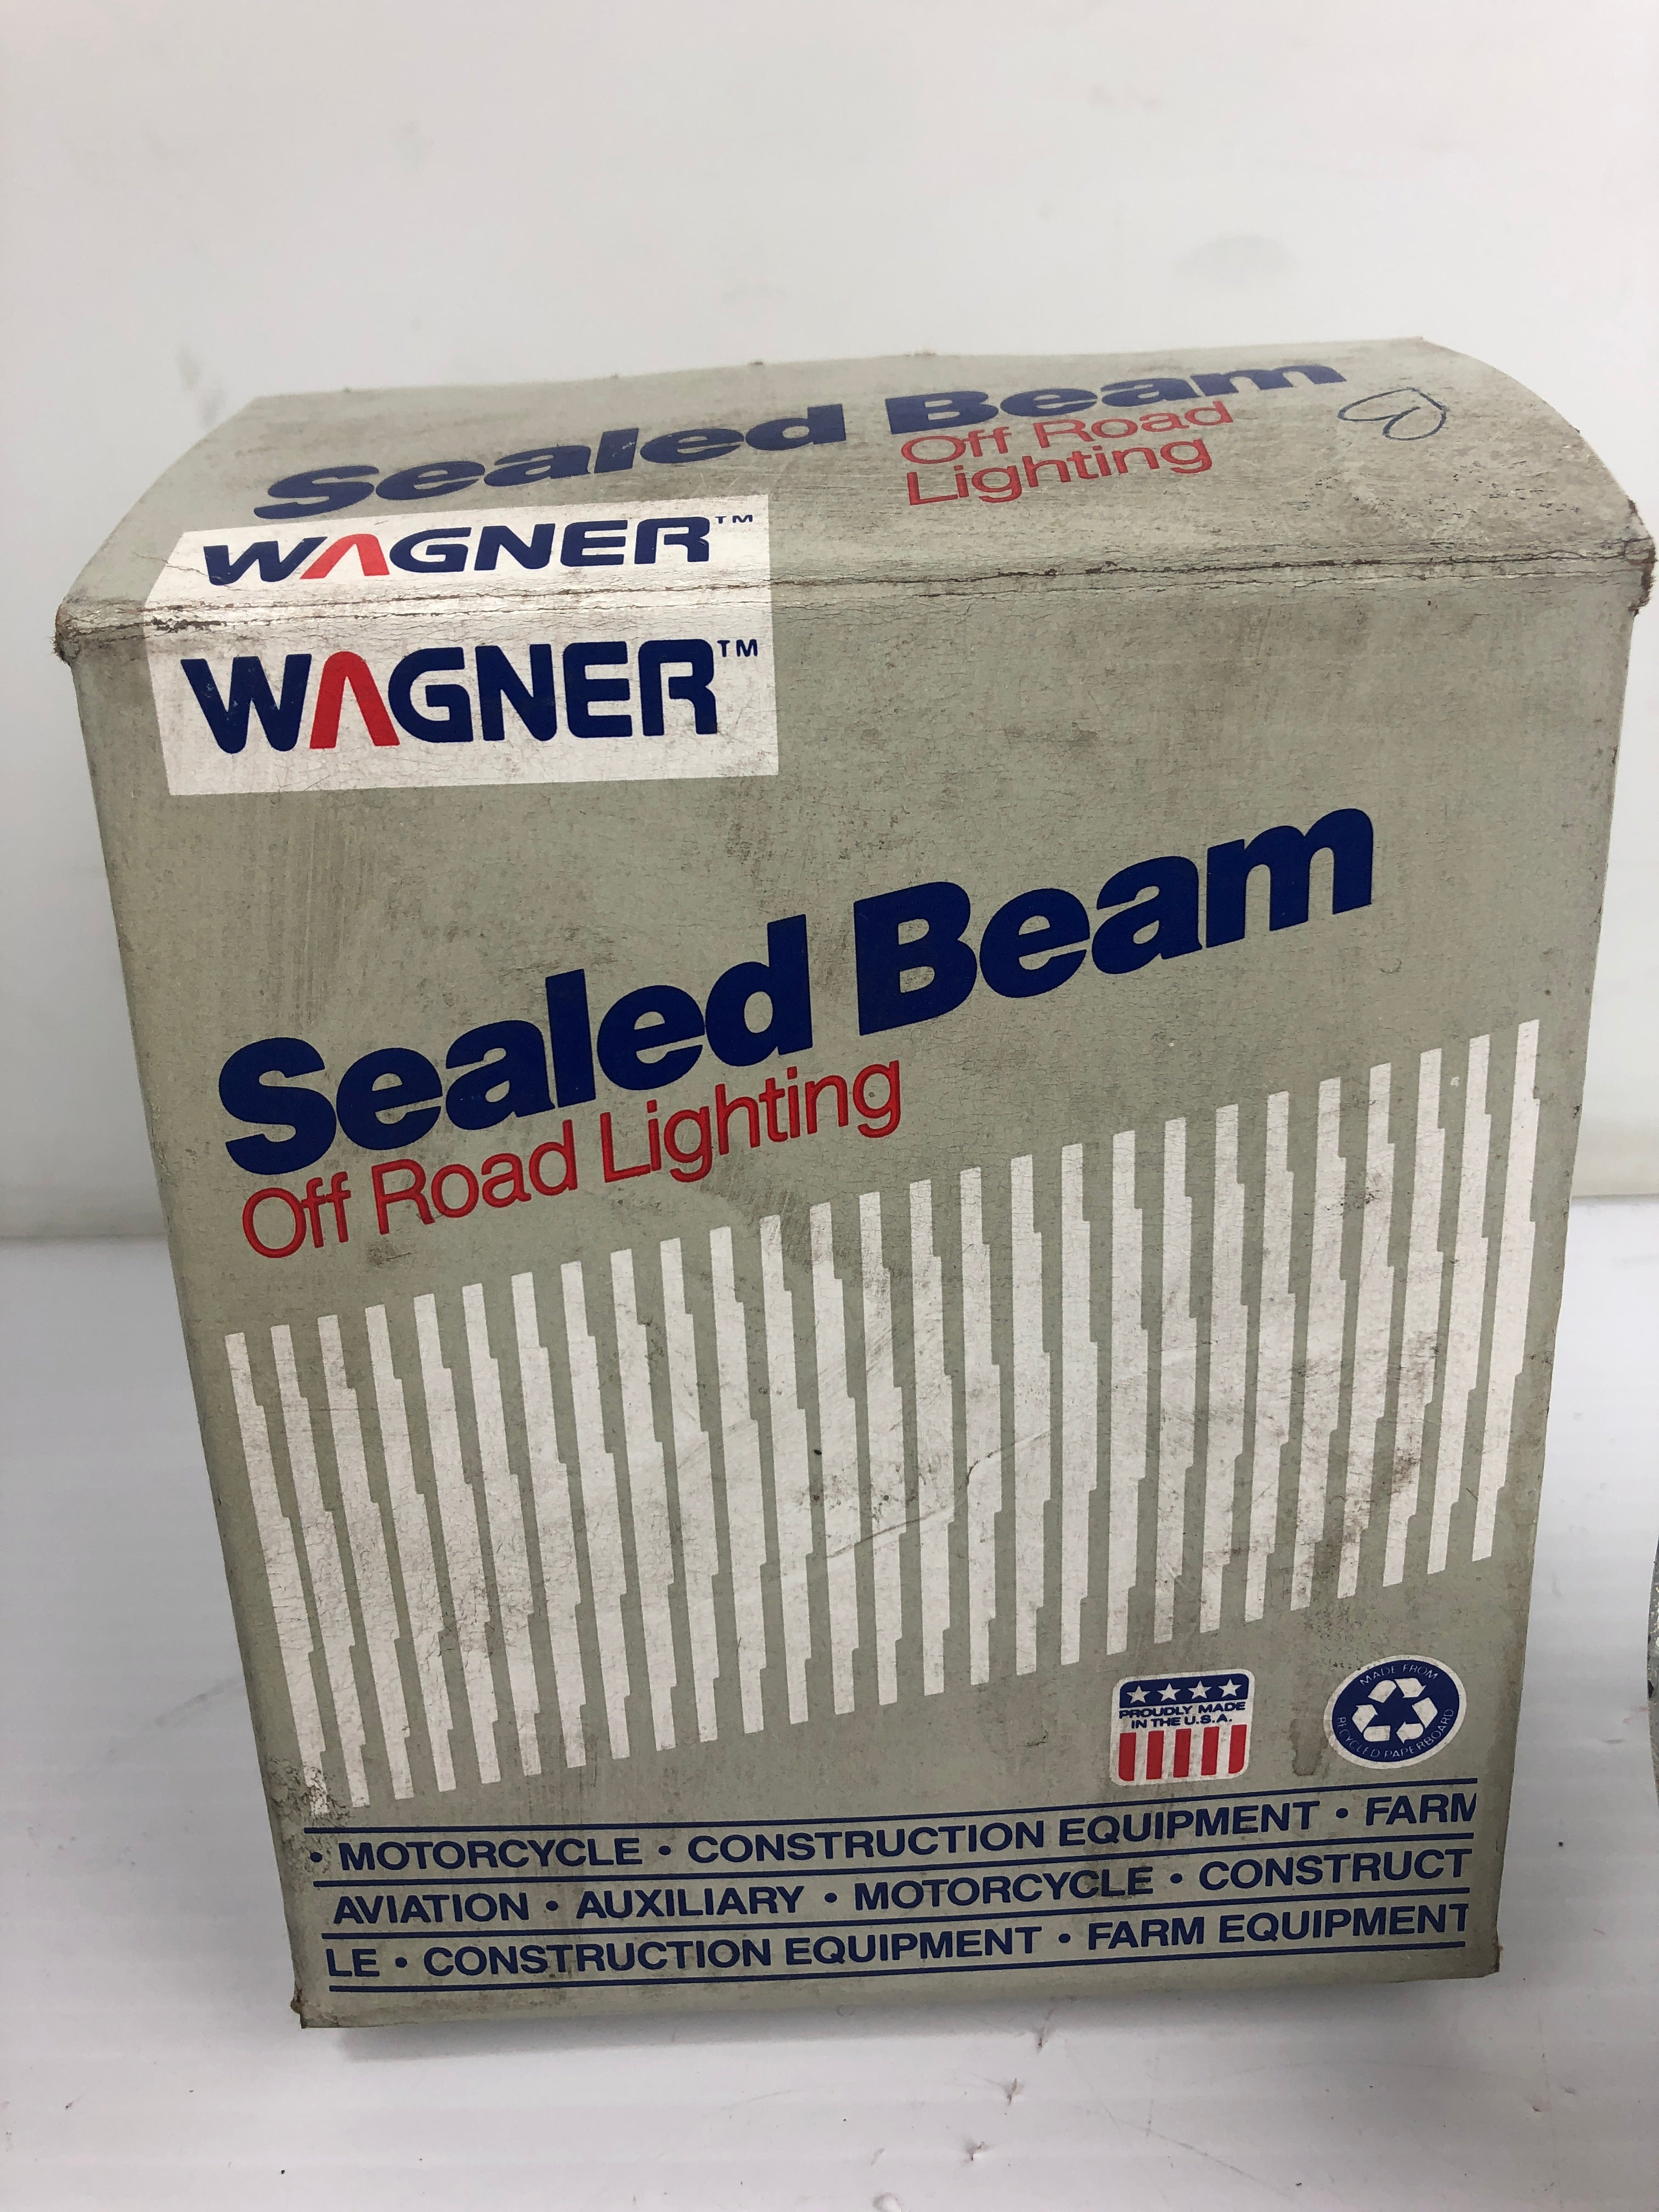 Sealed Beam
Off Road
Lighting
WAGNER™
WAGNER™
Sealed Beam
Off Road Lighting
PROUDLY MADE
IN THE U.S.A.
MADE FROM
RECYCLED PAPERBOARD
• MOTORCYCLE • CONSTRUCTION EQUIPMENT • FARM
AVIATION • AUXILIARY • MOTORCYCLE • CONSTRUCT
LE • CONSTRUCTION EQUIPMENT • FARM EQUIPMENT